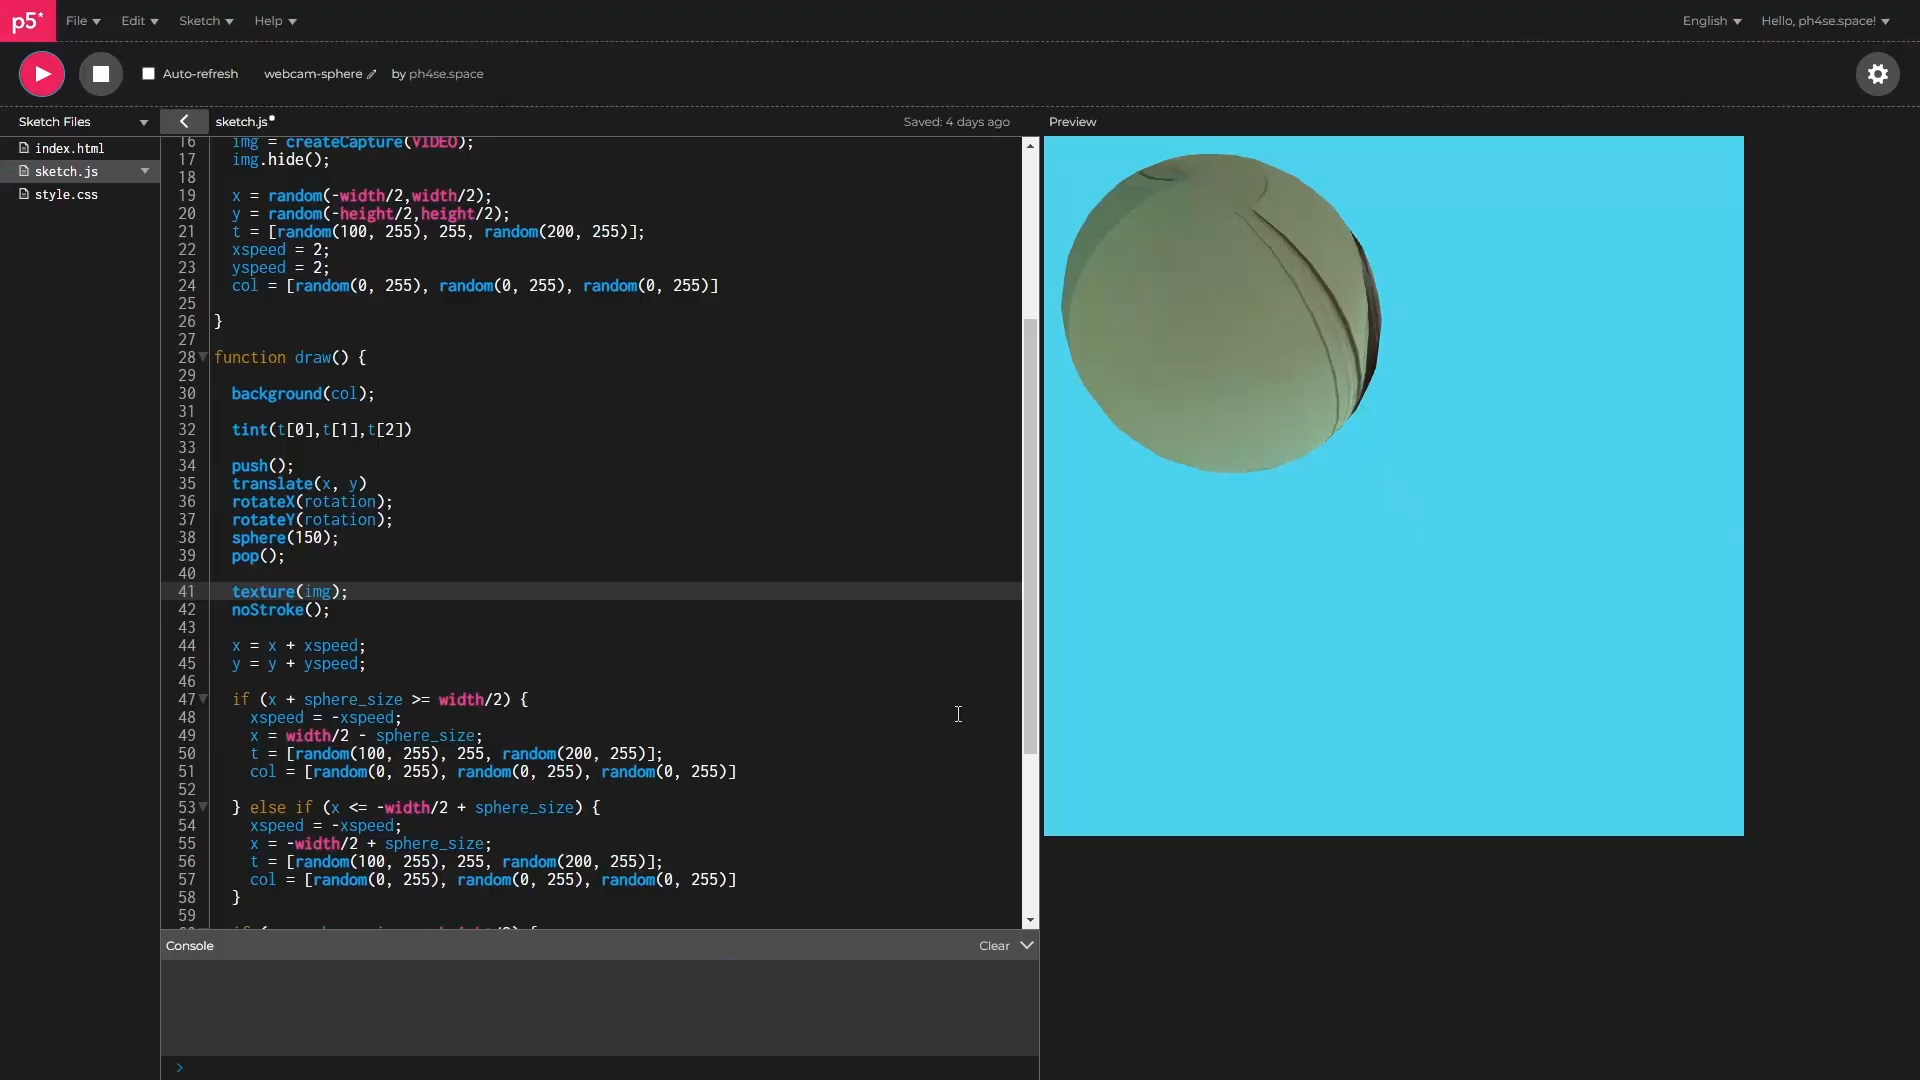 p5* File Edit Sketch Help English Hello, ph4se.space!
Auto-refresh webcam-sphere by ph4se.space
Sketch Files sketch.js Saved: 4 days ago Preview
index.html
sketch.js
style.css
16 img = createCapture(VIDEO);
17 img.hide();
18
19 x = random(-width/2,width/2);
20 y = random(-height/2,height/2);
21 t = [random(100, 255), 255, random(200, 255)];
22 xspeed = 2;
23 yspeed = 2;
24 col = [random(0, 255), random(0, 255), random(0, 255)]
25
26 }
27
28 function draw() {
29
30 background(col);
31
32 tint(t[0],t[1],t[2])
33
34 push();
35 translate(x, y)
36 rotateX(rotation);
37 rotateY(rotation);
38 sphere(150);
39 pop();
40
41 texture(img);
42 noStroke();
43
44 x = x + xspeed;
45 y = y + yspeed;
46
47 if (x + sphere_size >= width/2) {
48 xspeed = -xspeed;
49 x = width/2 - sphere_size;
50 t = [random(100, 255), 255, random(200, 255)];
51 col = [random(0, 255), random(0, 255), random(0, 255)]
52
53 } else if (x <= -width/2 + sphere_size) {
54 xspeed = -xspeed;
55 x = -width/2 + sphere_size;
56 t = [random(100, 255), 255, random(200, 255)];
57 col = [random(0, 255), random(0, 255), random(0, 255)]
58 }
59
Console Clear
>